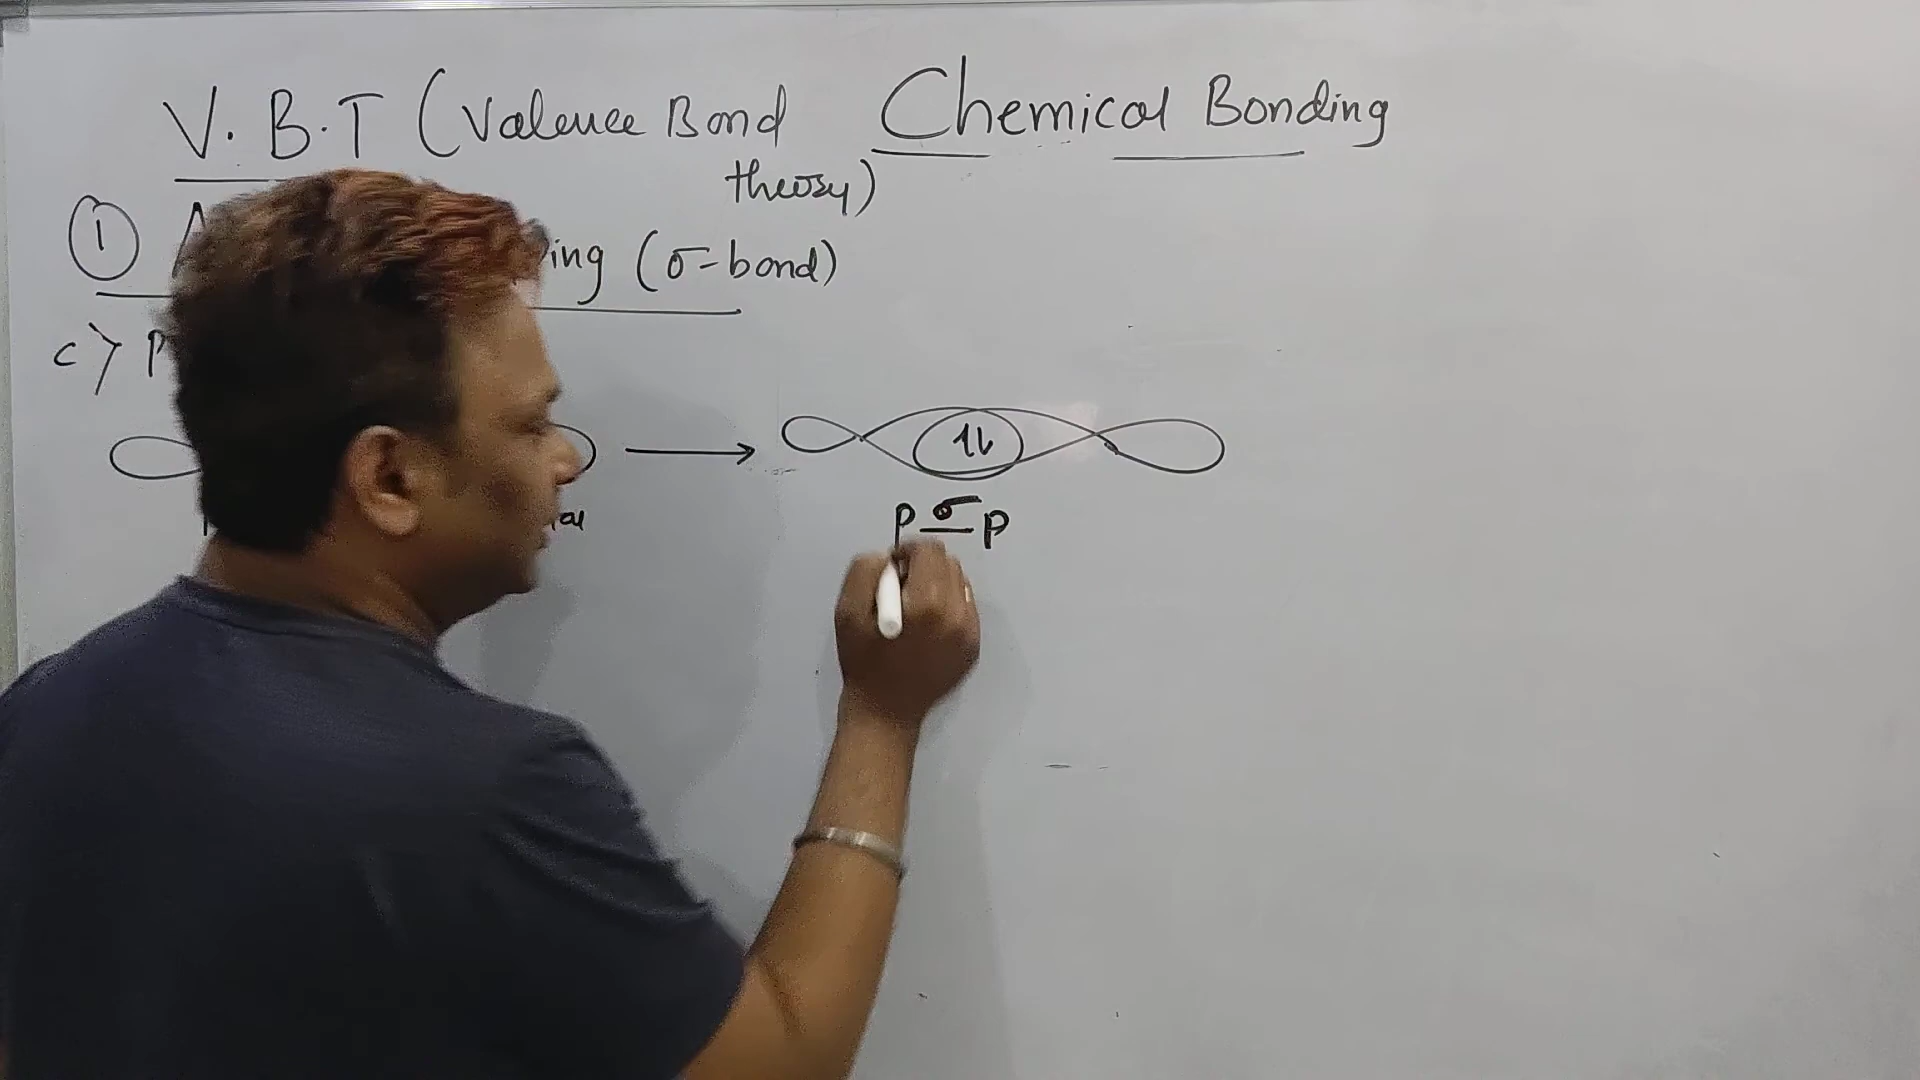 V. B.T (Valence Bond theory)
Chemical Bonding
① ing (σ-bond)
c> P
p σ p